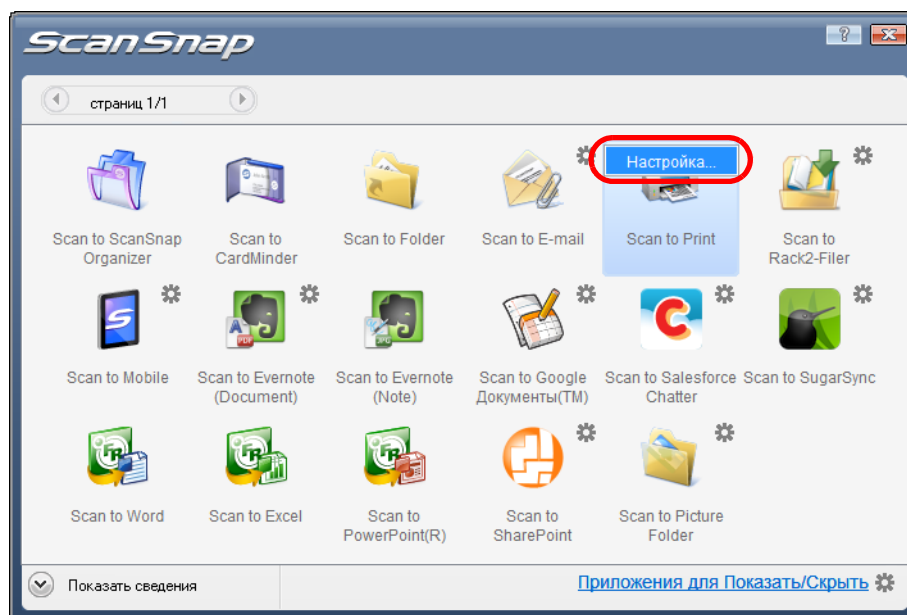 ScanSnap
?
страниц 1/1
Настройка...
Scan to ScanSnap
Organizer
Scan to
CardMinder
Scan to Folder
Scan to E-mail
Scan to Print
Scan to
Rack2-Filer
Scan to Mobile
Scan to Evernote
(Document)
Scan to Evernote
(Note)
Scan to Google
Документы(TM)
Scan to Salesforce
Chatter
Scan to SugarSync
Scan to Word
Scan to Excel
Scan to
PowerPoint(R)
Scan to
SharePoint
Scan to Picture
Folder
Показать сведения
Приложения для Показать/Скрыть